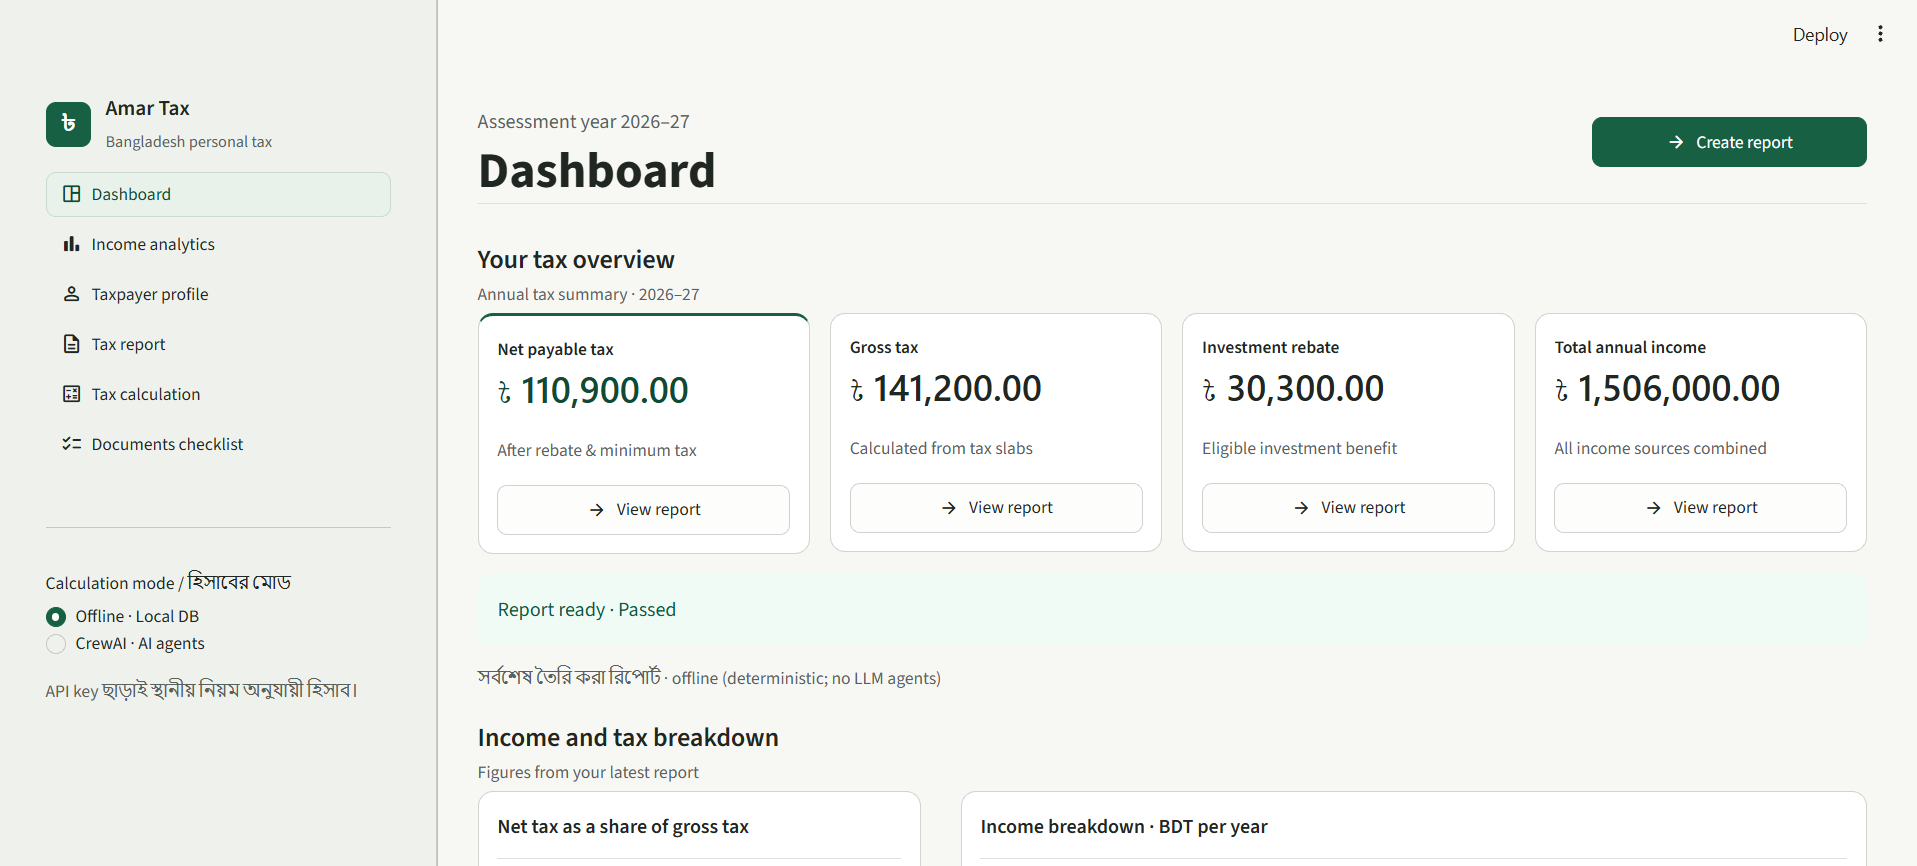 Deploy
৳
Amar Tax
Bangladesh personal tax
Dashboard
Income analytics
Taxpayer profile
Tax report
Tax calculation
Documents checklist
Calculation mode / হিসাবের মোড
Offline · Local DB
CrewAI · AI agents
API key ছাড়াই স্থানীয় নিয়ম অনুযায়ী হিসাব।
Assessment year 2026–27
Dashboard
Create report
Your tax overview
Annual tax summary · 2026–27
Net payable tax
৳ 110,900.00
After rebate & minimum tax
View report
Gross tax
৳ 141,200.00
Calculated from tax slabs
View report
Investment rebate
৳ 30,300.00
Eligible investment benefit
View report
Total annual income
৳ 1,506,000.00
All income sources combined
View report
Report ready · Passed
সর্বশেষ তৈরি করা রিপোর্ট · offline (deterministic; no LLM agents)
Income and tax breakdown
Figures from your latest report
Net tax as a share of gross tax
Income breakdown · BDT per year